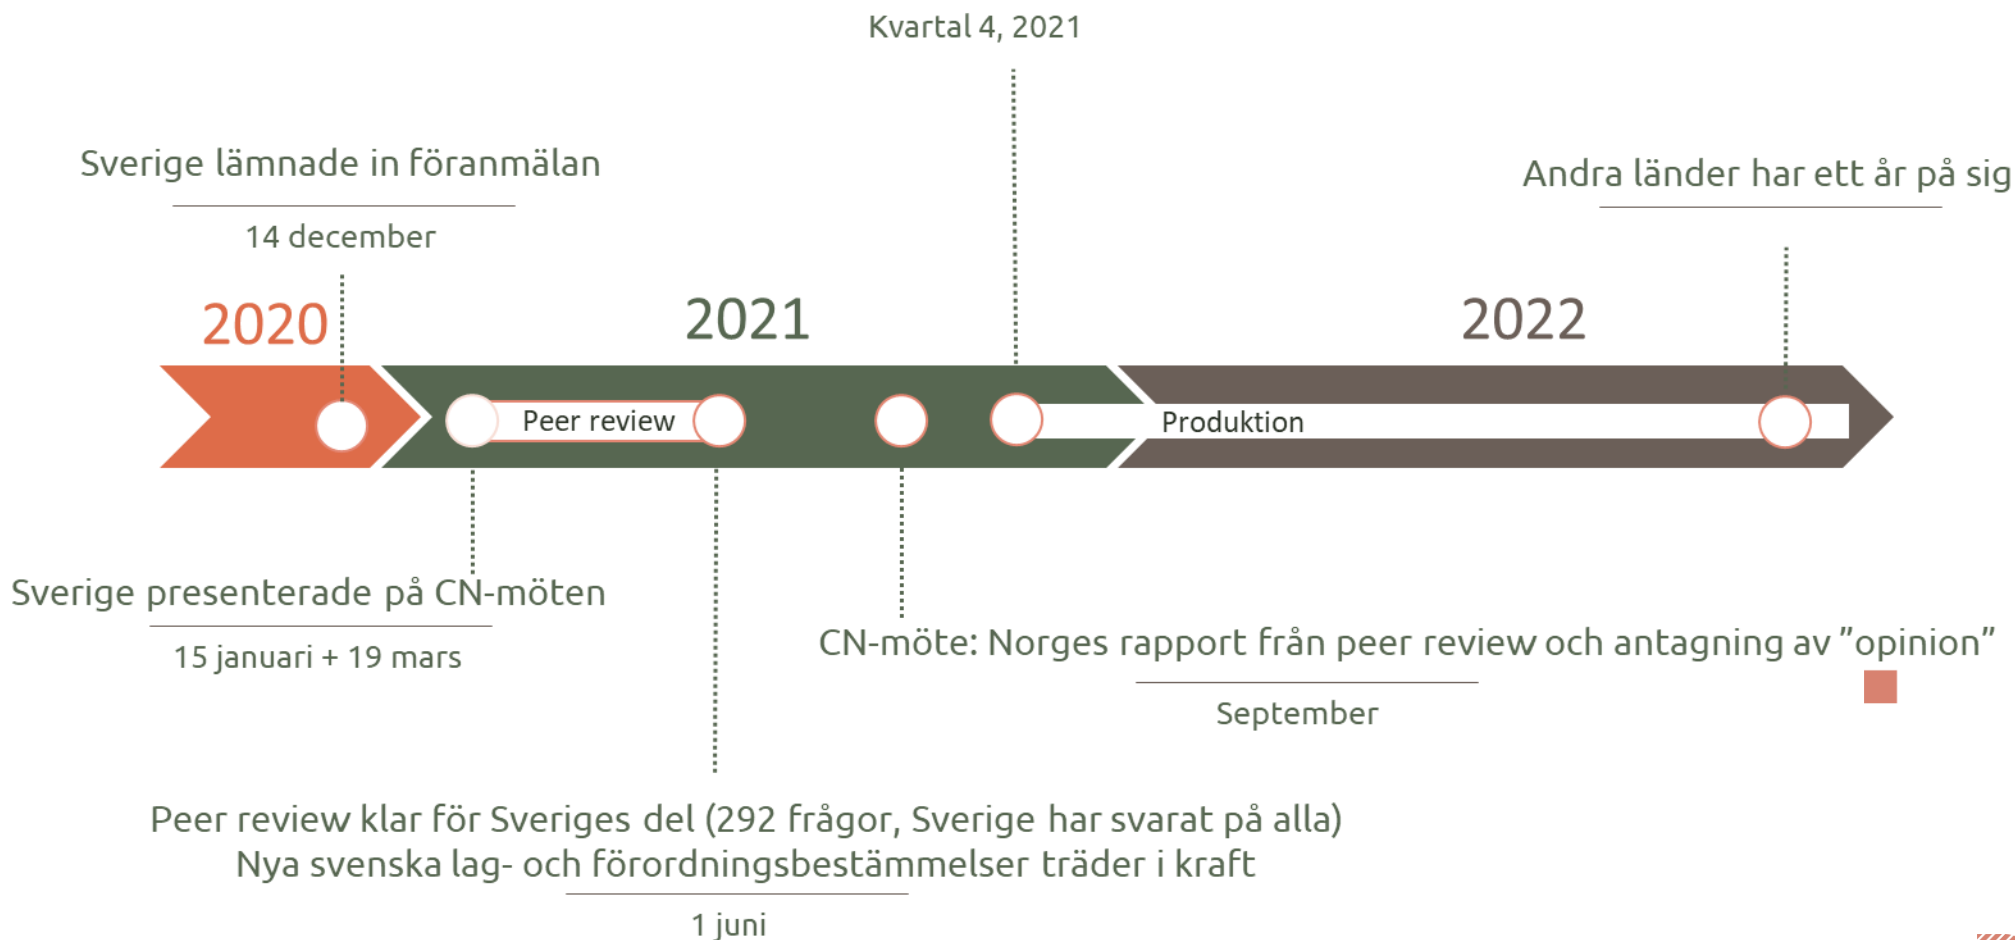 Kvartal 4, 2021
Sverige lämnade in föranmälan
14 december
Andra länder har ett år på sig
2020
2021
2022
Peer review
Produktion
Sverige presenterade på CN-möten
15 januari + 19 mars
CN-möte: Norges rapport från peer review och antagning av ”opinion”
September
Peer review klar för Sveriges del (292 frågor, Sverige har svarat på alla)
Nya svenska lag- och förordningsbestämmelser träder i kraft
1 juni